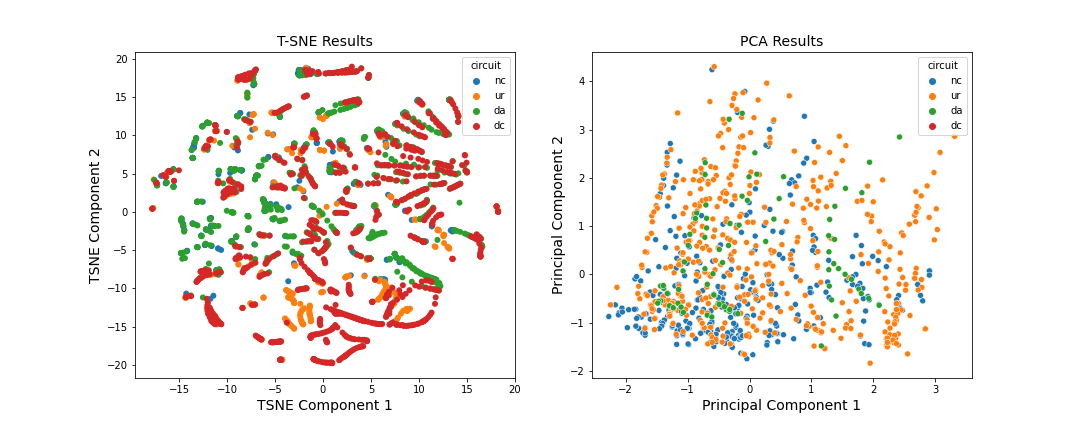 T-SNE Results
TSNE Component 2
20
15
10
5
0
−5
−10
−15
−20
−15
−10
−5
0
5
10
15
20
TSNE Component 1
circuit
nc
ur
da
dc
PCA Results
Principal Component 2
4
3
2
1
0
−1
−2
−2
−1
0
1
2
3
Principal Component 1
circuit
nc
ur
da
dc